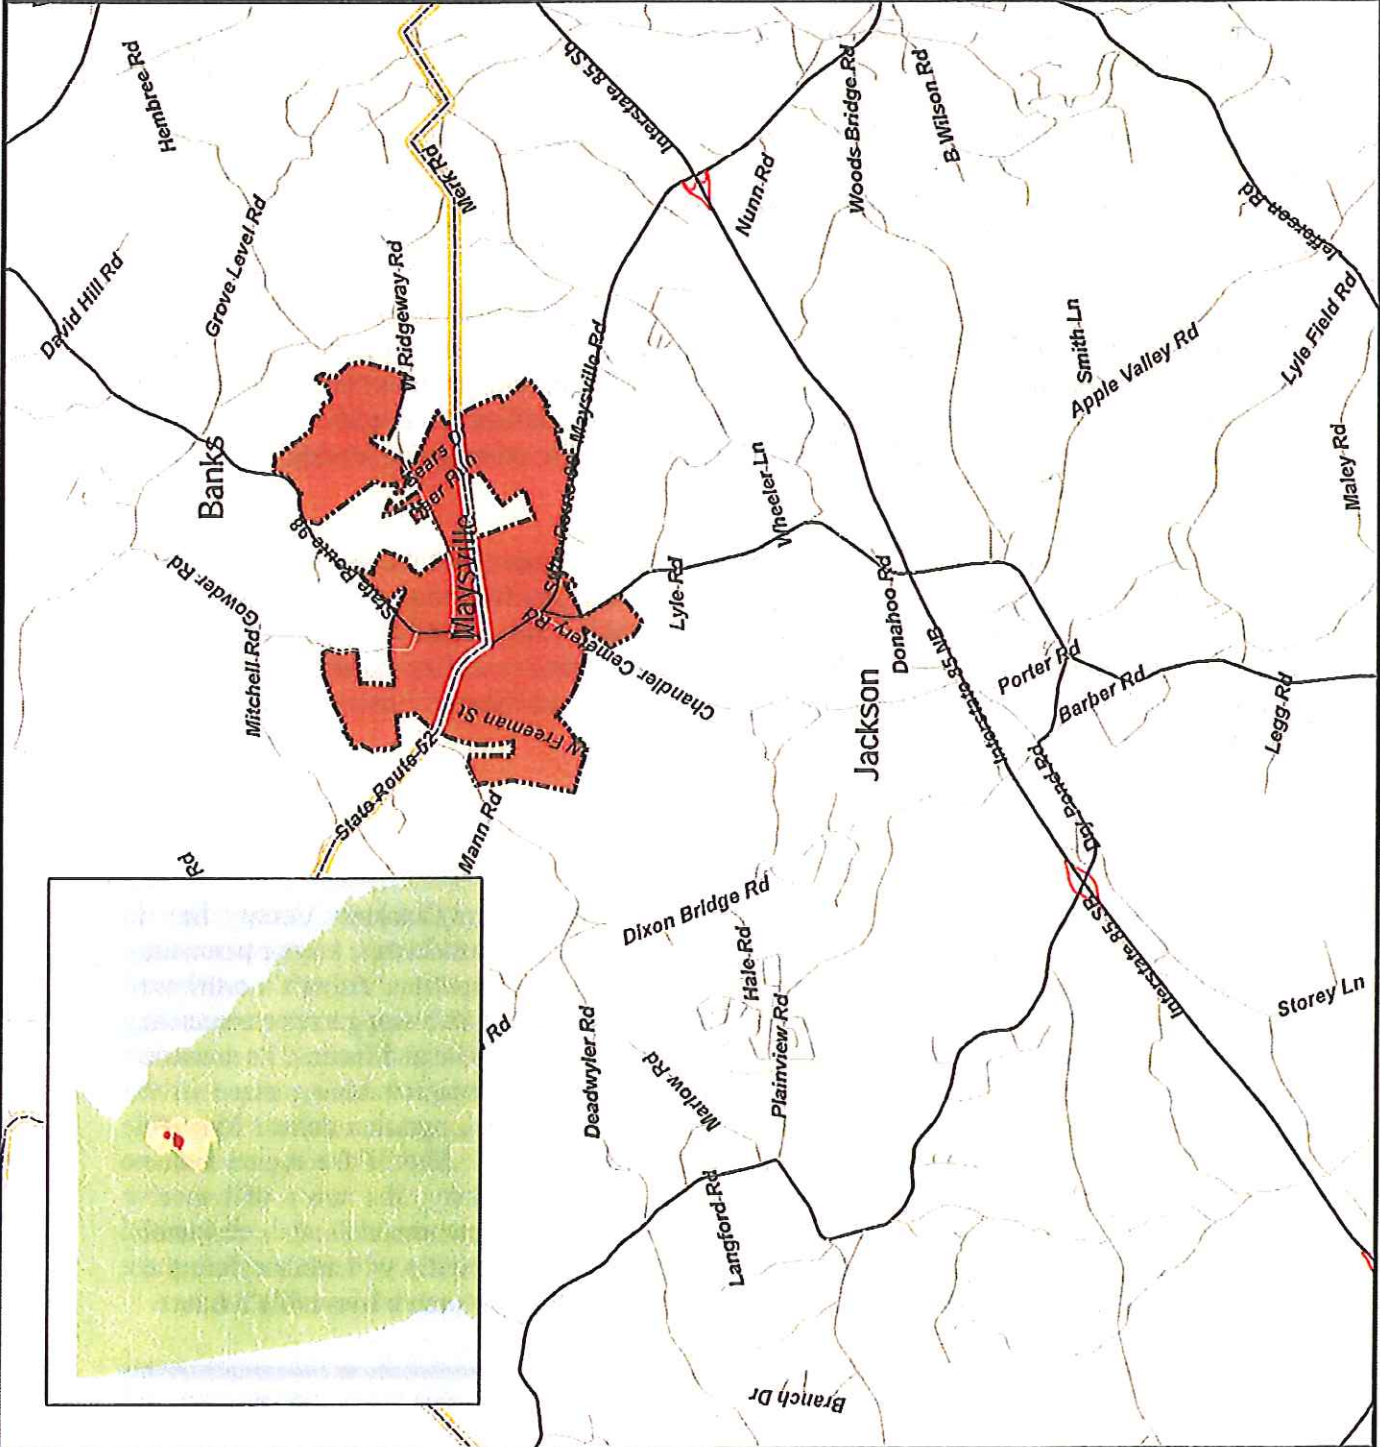 Hembree Rd
Interstate 85 Sb
Woods Bridge Rd
B Wilson Rd
Merk Rd
Nunn Rd
Jefferson Rd
Grove Level Rd
David Hill Rd
W Ridgeway Rd
Maysville Rd
Smith Ln
Apple Valley Rd
Lyle Field Rd
Banks
Sears
Maysville
State Route 98
Wheeler Ln
Maley Rd
Gowder Rd
Mitchell Rd
Lyle Rd
Chandler Cemetery Rd
Donahoo Rd
Interstate 85 NB
Porter Rd
Barber Rd
Jackson
Legg Rd
W Freeman St
State Route 52
Mann Rd
Dry Pond Rd
Rd
Dixon Bridge Rd
Hale Rd
Interstate 85 SB
Storey Ln
Rd
Deadwyler Rd
Marlow Rd
Plainview Rd
Langford Rd
Branch Dr